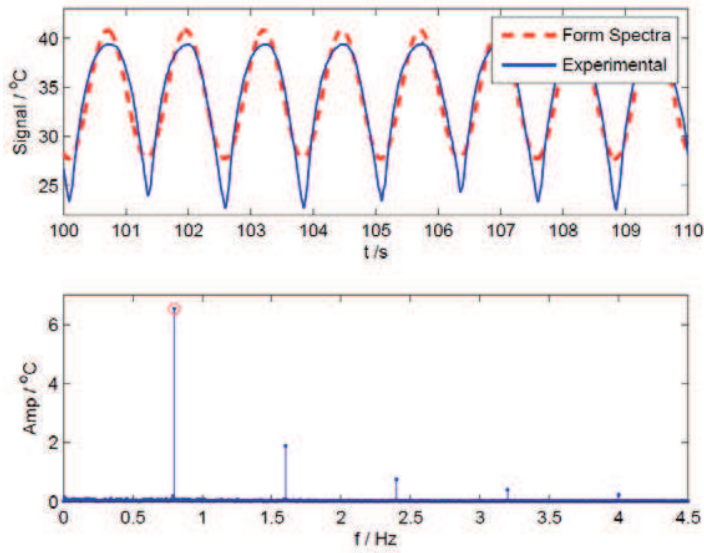 Signal / °C
40
35
30
25
Form Spectra
Experimental
100 101 102 103 104 105 106 107 108 109 110
t /s
Amp / °C
6
4
2
0
0 0.5 1 1.5 2 2.5 3 3.5 4 4.5
f / Hz